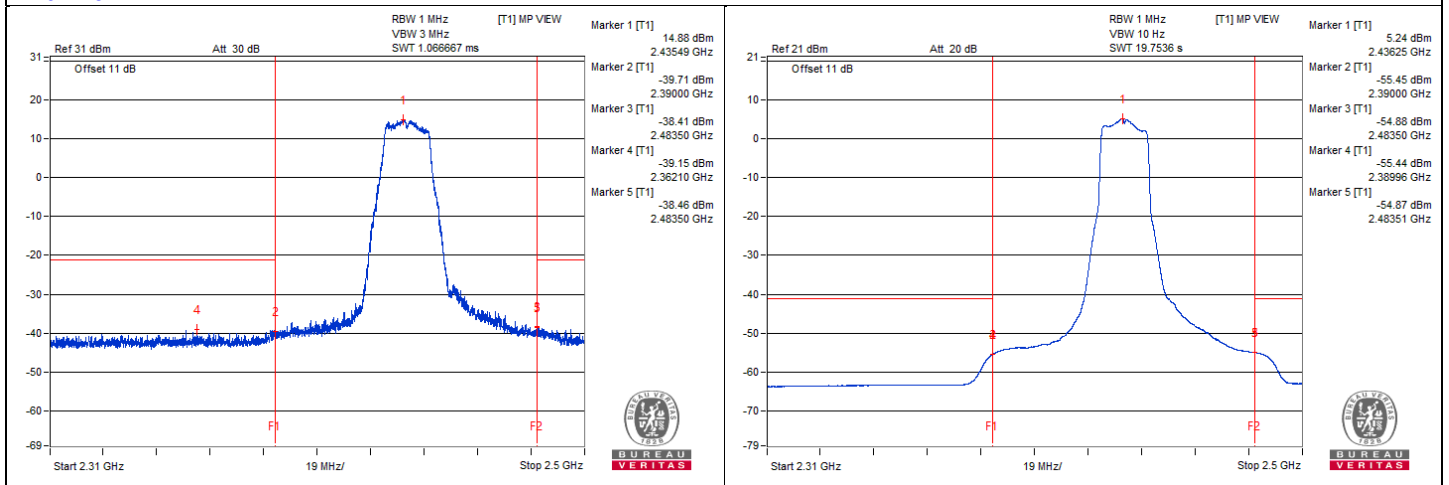 RBW 1 MHz
[T1] MP VIEW
VBW 3 MHz
Ref 31 dBm
Att 30 dB
SWT 1.066667 ms
Offset 11 dB
31
20
10
0
-10
-20
-30
-40
-50
-60
-69
1
2
4
5
F1
F2
Start 2.31 GHz
19 MHz/
Stop 2.5 GHz
Marker 1 [T1]
14.88 dBm
2.43549 GHz
Marker 2 [T1]
-39.71 dBm
2.39000 GHz
Marker 3 [T1]
-38.41 dBm
2.48350 GHz
Marker 4 [T1]
-39.15 dBm
2.36210 GHz
Marker 5 [T1]
-38.46 dBm
2.48350 GHz
1828
BUREAU
VERITAS
RBW 1 MHz
[T1] MP VIEW
VBW 10 Hz
Ref 21 dBm
Att 20 dB
SWT 19.7536 s
Offset 11 dB
21
10
0
-10
-20
-30
-40
-50
-60
-70
-79
1
F1
F2
Start 2.31 GHz
19 MHz/
Stop 2.5 GHz
Marker 1 [T1]
5.24 dBm
2.43625 GHz
Marker 2 [T1]
-55.45 dBm
2.39000 GHz
Marker 3 [T1]
-54.88 dBm
2.48350 GHz
Marker 4 [T1]
-55.44 dBm
2.38996 GHz
Marker 5 [T1]
-54.87 dBm
2.48351 GHz
1828
BUREAU
VERITAS